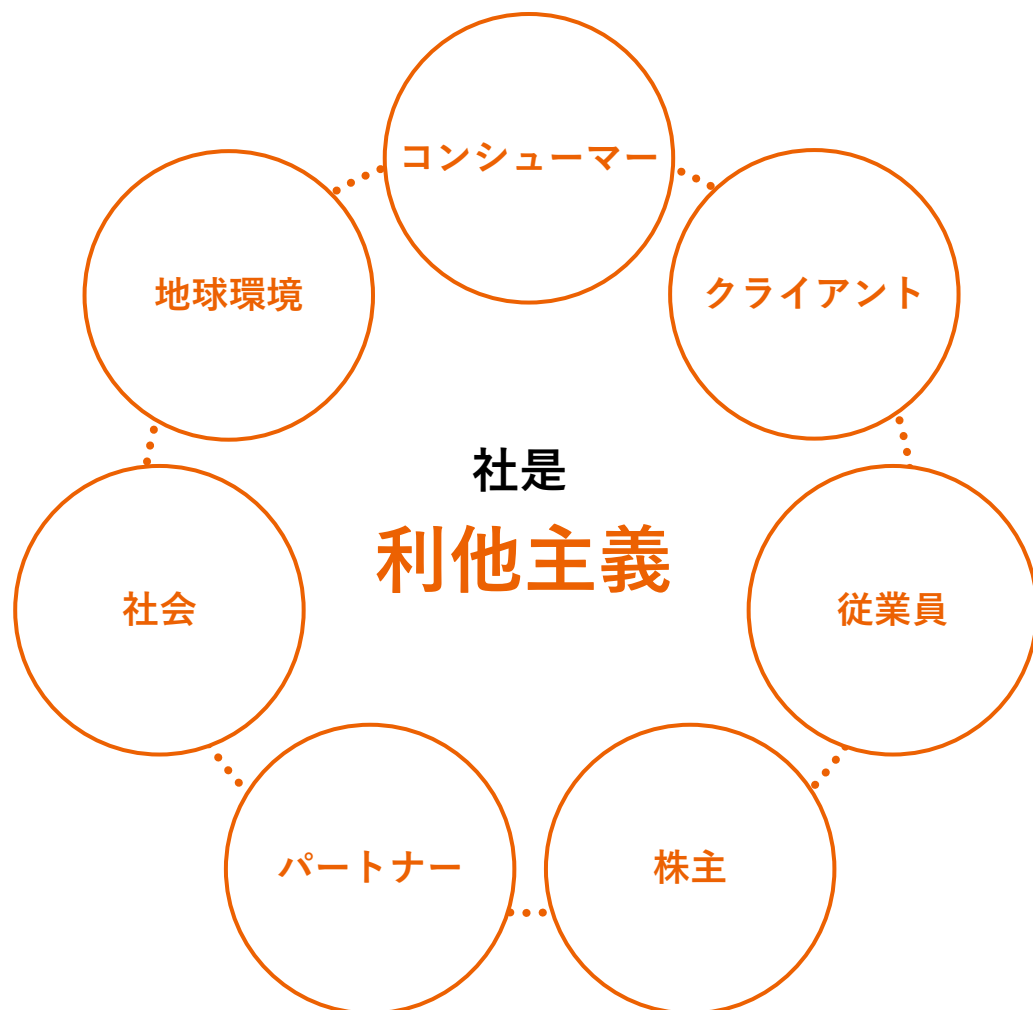 コンシューマー
クライアント
従業員
株主
パートナー
社会
地球環境
社是
利他主義